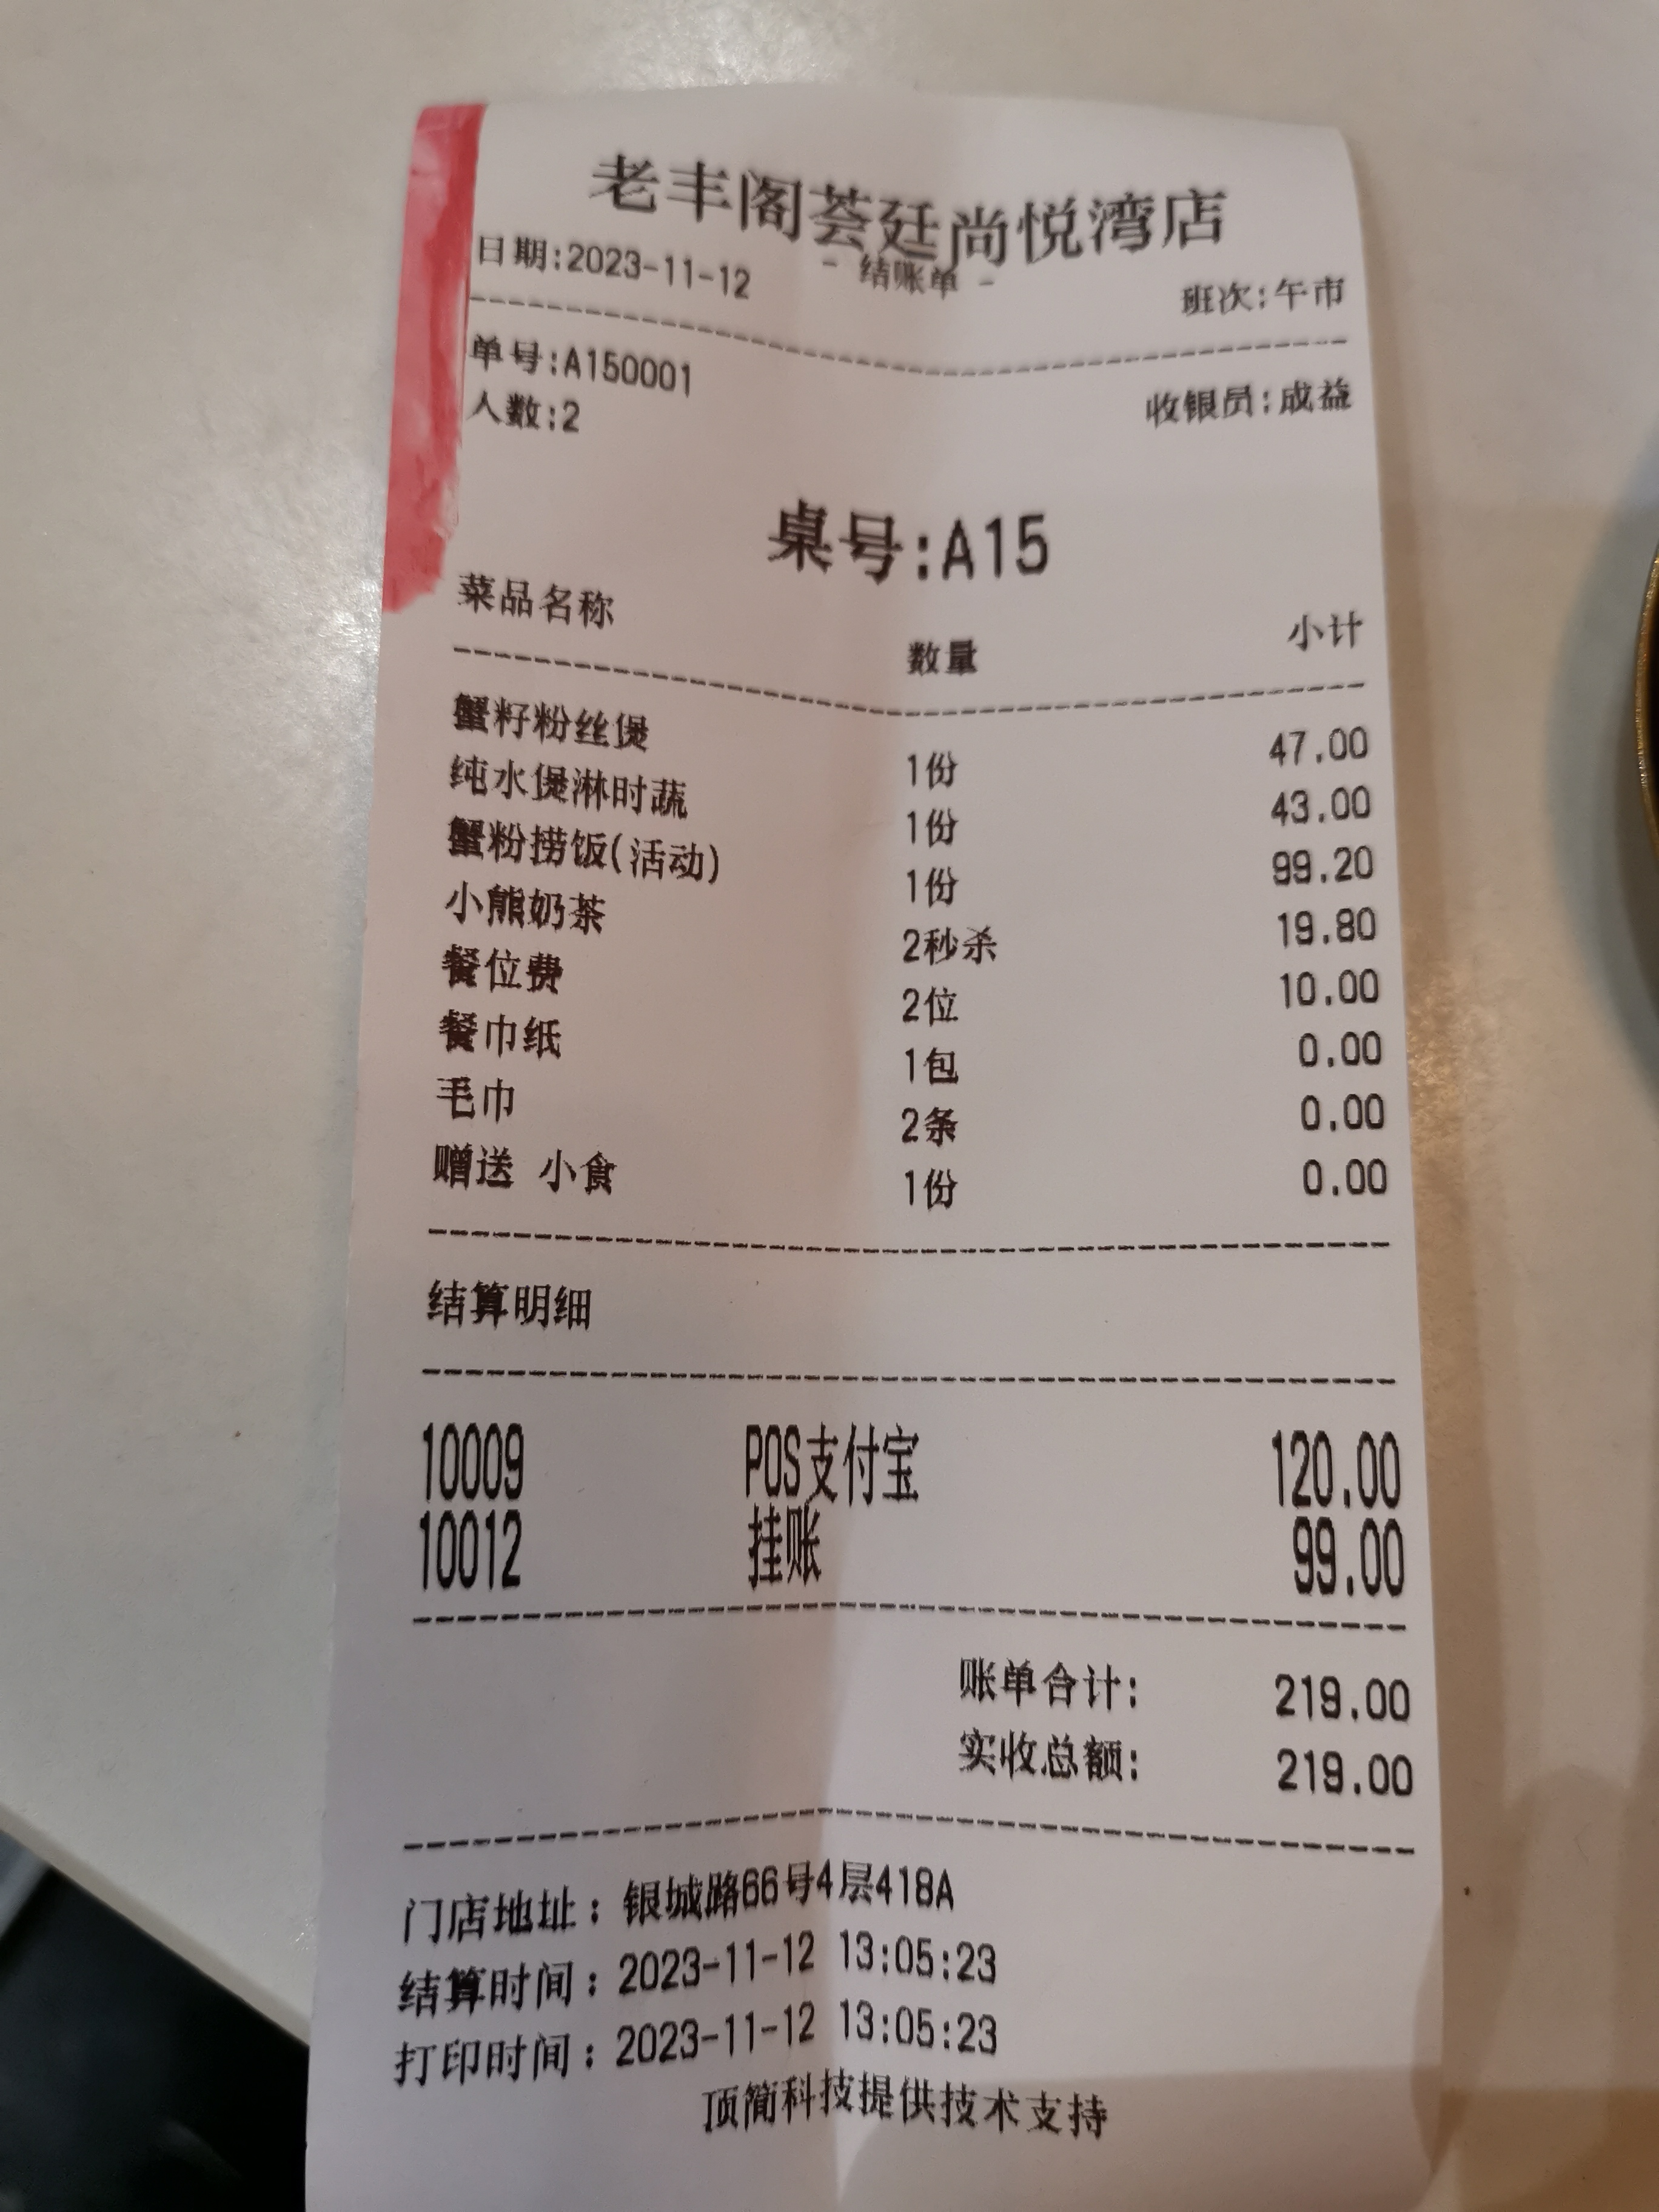 老丰阁荟廷尚悦湾店
- 结账单 -
日期:2023-11-12 班次:午市
单号:A150001 收银员:成益
人数:2
桌号:A15
菜品名称 数量 小计
蟹籽粉丝煲 1份 47.00
纯水煲淋时蔬 1份 43.00
蟹粉捞饭(活动) 1份 99.20
小熊奶茶 2秒杀 19.80
餐位费 2位 10.00
餐巾纸 1包 0.00
毛巾 2条 0.00
赠送 小食 1份 0.00
结算明细
10009 POS支付宝 120.00
10012 挂账 99.00
账单合计: 219.00
实收总额: 219.00
门店地址：银城路66号4层418A
结算时间：2023-11-12 13:05:23
打印时间：2023-11-12 13:05:23
顶简科技提供技术支持